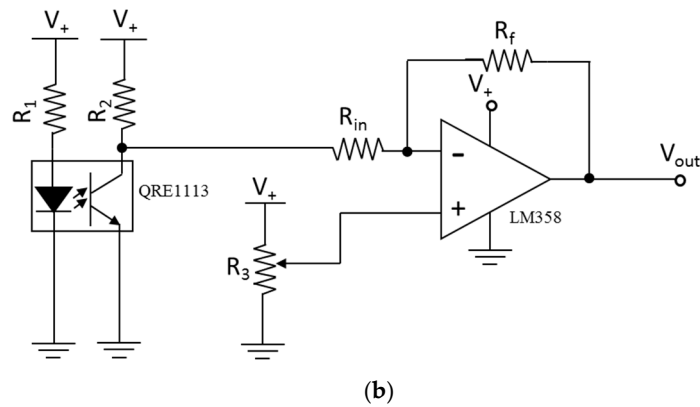 V+
V+
R1
R2
QRE1113
Rin
Rf
V+
-
+
LM358
Vout
V+
R3
(b)